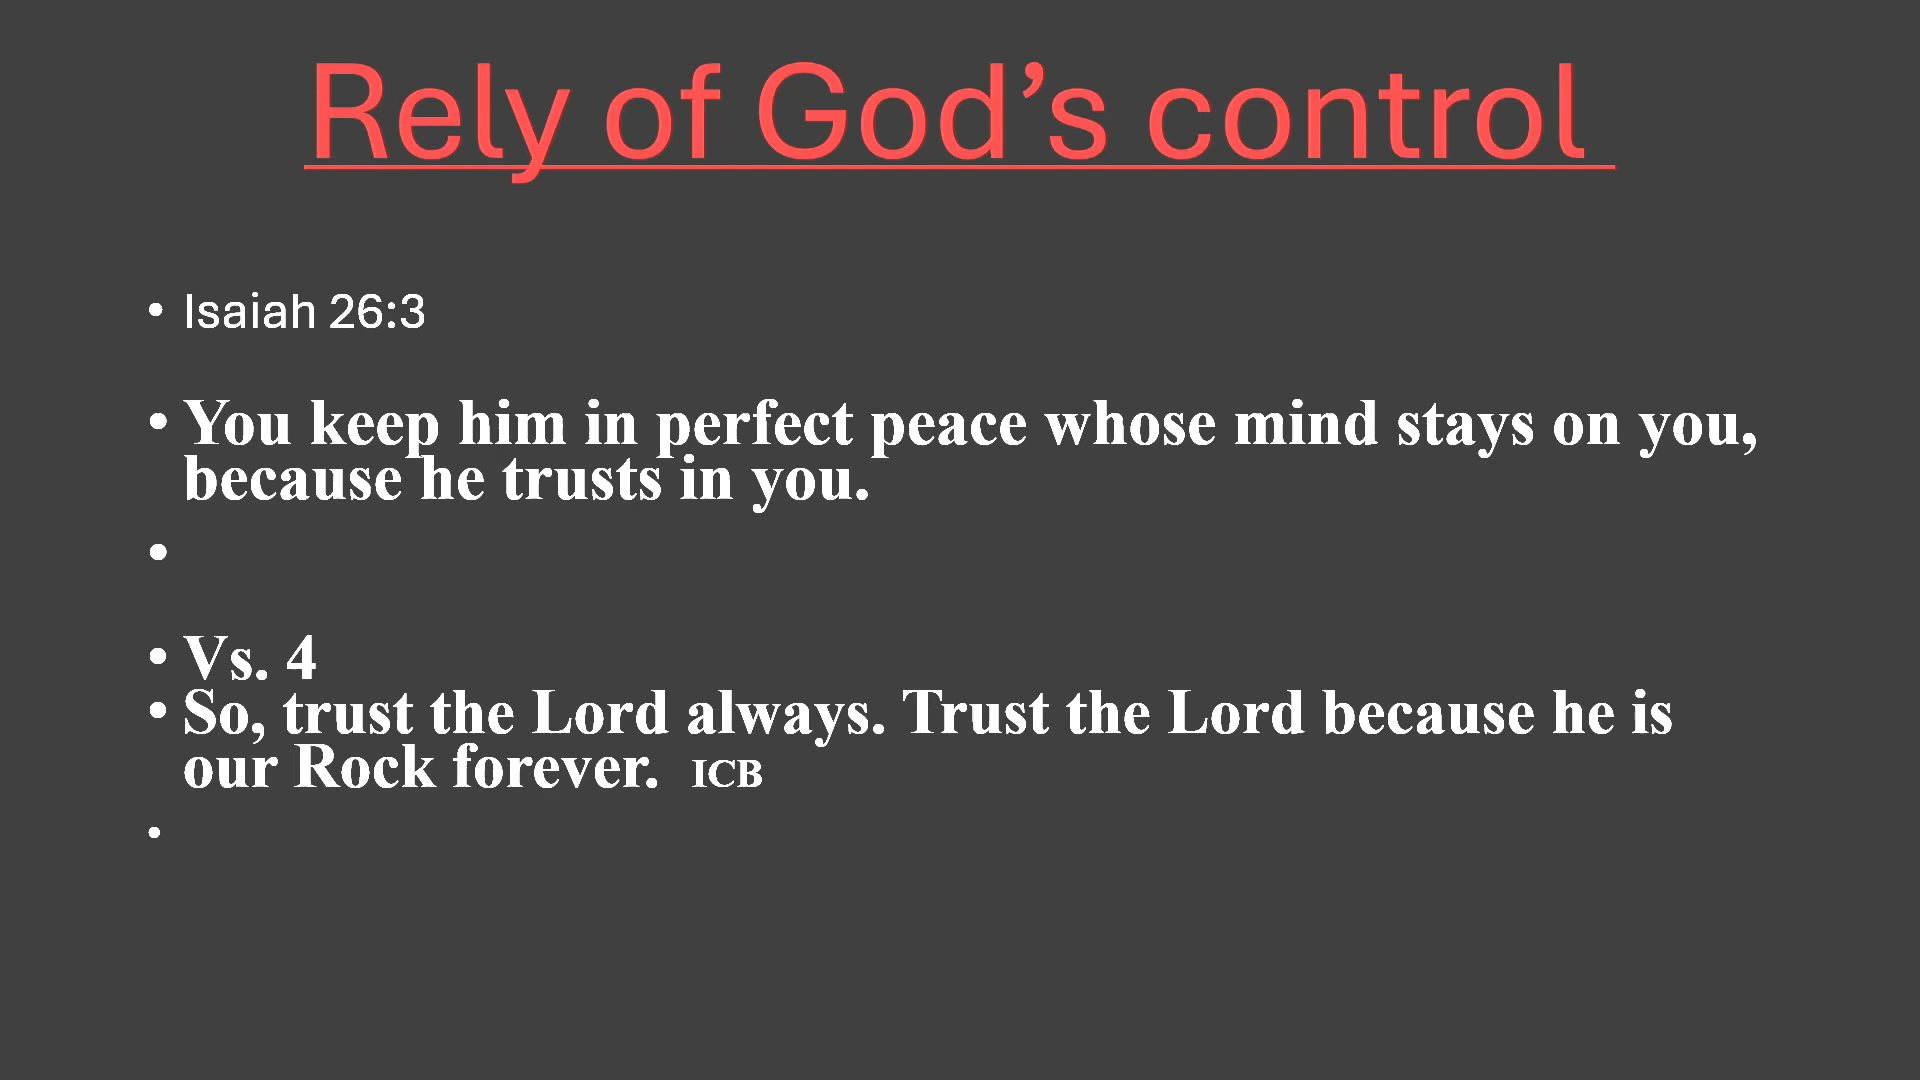 Rely of God’s control
• Isaiah 26:3
• You keep him in perfect peace whose mind stays on you,
because he trusts in you.
•
• Vs. 4
• So, trust the Lord always. Trust the Lord because he is
our Rock forever. ICB
•